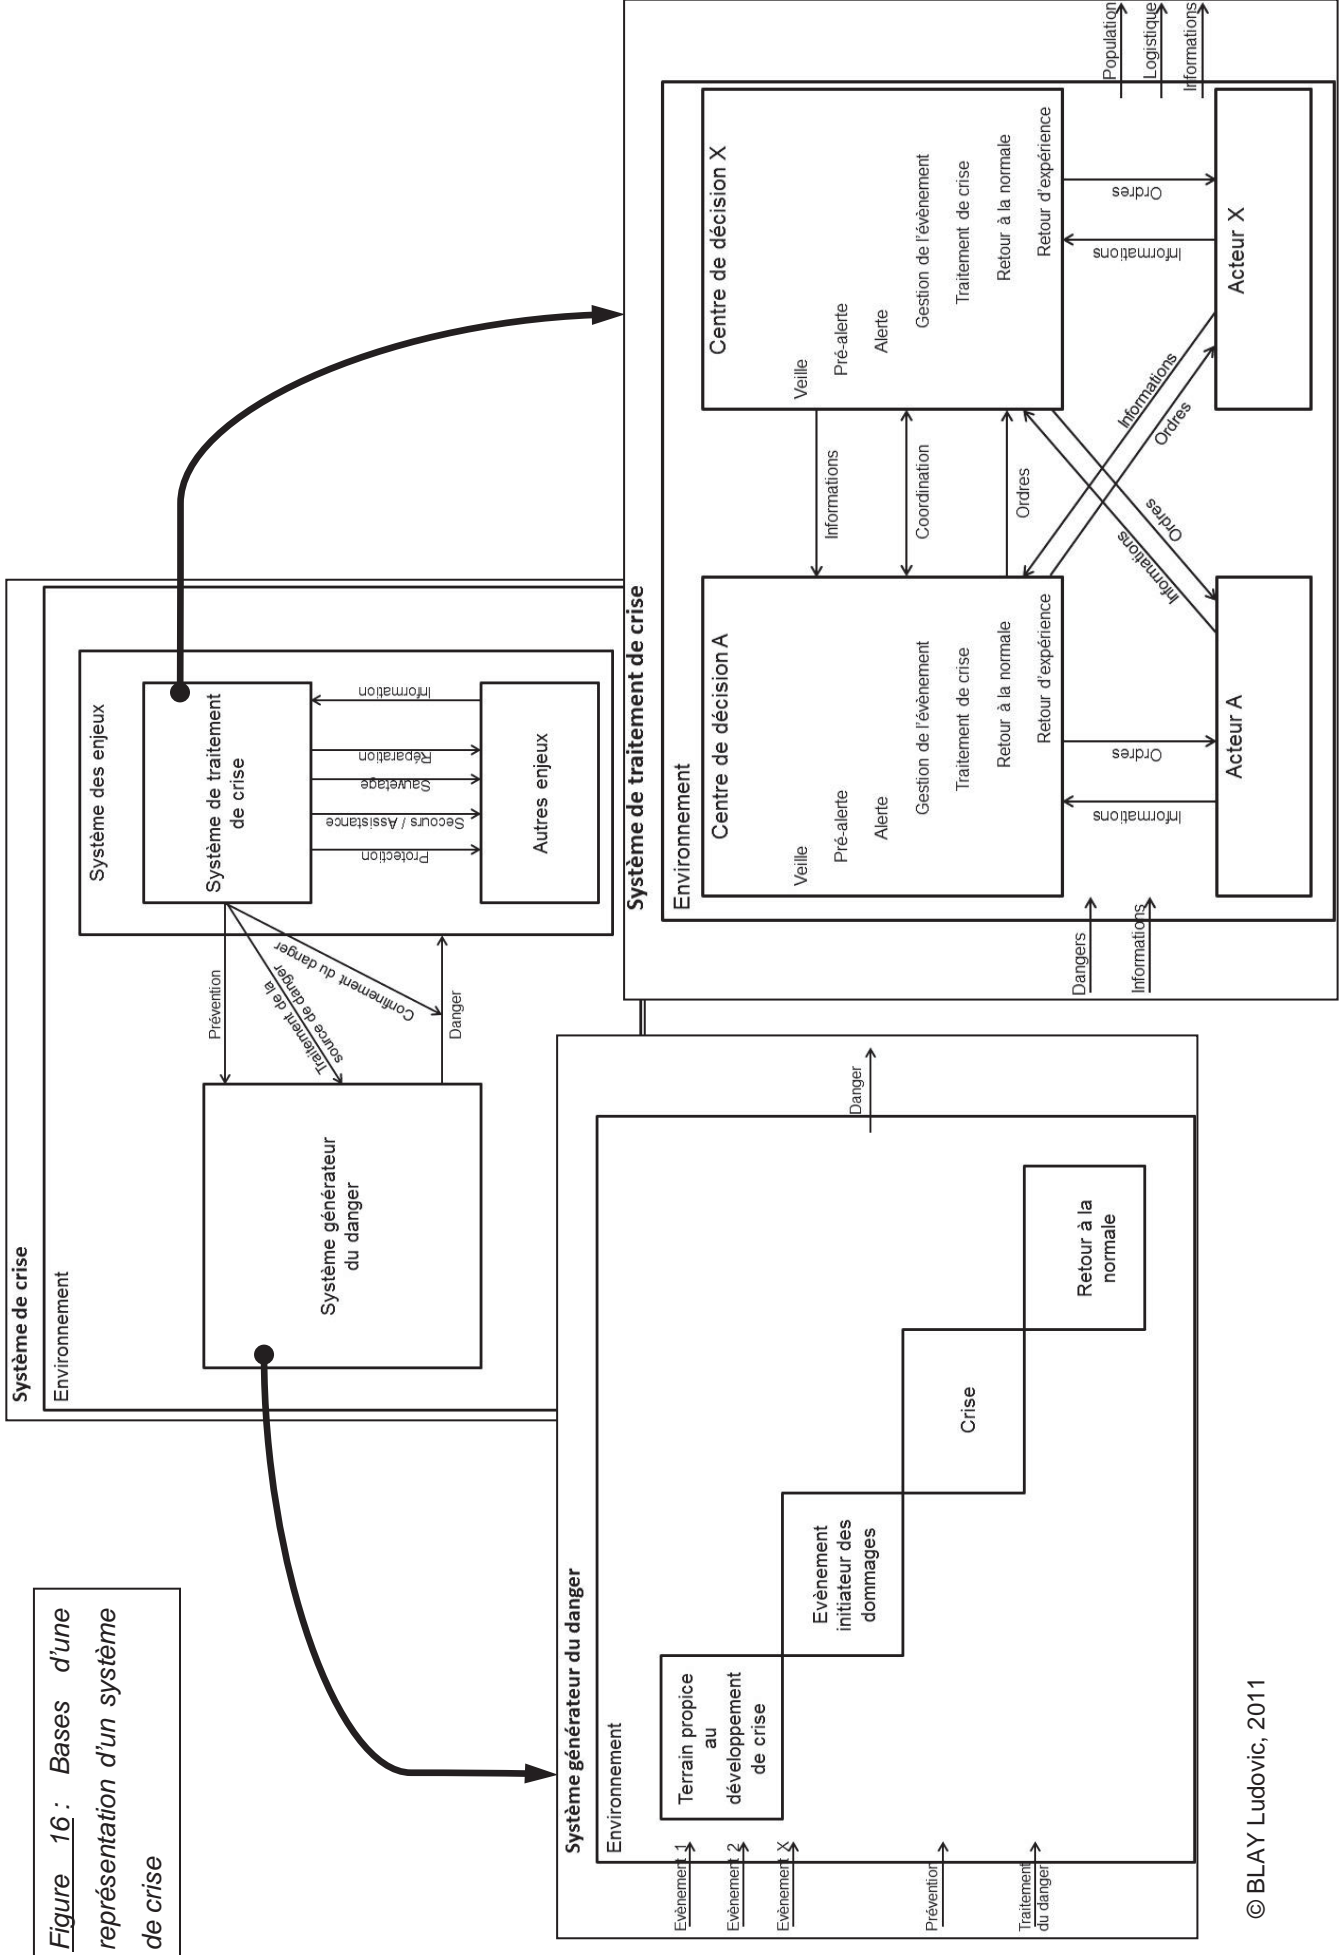 Figure 16 : Bases d'une
représentation d'un système
de crise
Système de crise
Environnement
Système générateur
du danger
Prévention
Traitement de la
source de danger
Confinement du danger
Danger
Système des enjeux
Système de traitement
de crise
Protection
Secours / Assistance
Sauvetage
Réparation
Information
Autres enjeux
Système générateur du danger
Environnement
Evènement 1
Evènement 2
Evènement X
Prévention
Traitement
du danger
Terrain propice
au
développement
de crise
Evènement
initiateur des
dommages
Crise
Retour à la
normale
Danger
Système de traitement de crise
Environnement
Dangers
Informations
Centre de décision A
Veille
Pré-alerte
Alerte
Gestion de l'évènement
Traitement de crise
Retour à la normale
Retour d'expérience
Informations
Ordres
Acteur A
Informations
Coordination
Ordres
Informations
Ordres
Informations
Ordres
Centre de décision X
Veille
Pré-alerte
Alerte
Gestion de l'évènement
Traitement de crise
Retour à la normale
Retour d'expérience
Informations
Ordres
Acteur X
Population
Logistique
Informations
© BLAY Ludovic, 2011